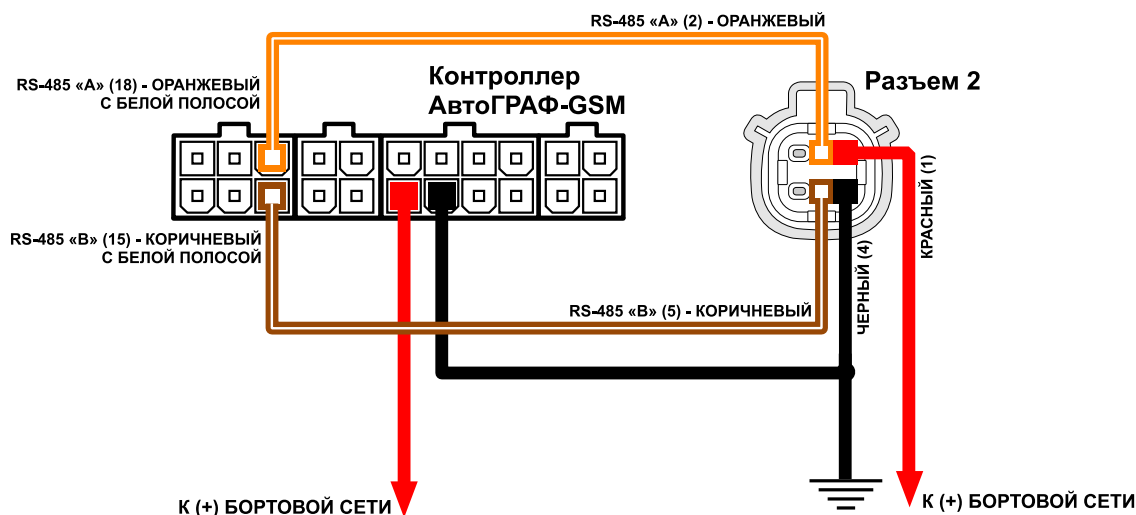 RS-485 «A» (2) - ОРАНЖЕВЫЙ
RS-485 «A» (18) - ОРАНЖЕВЫЙ
С БЕЛОЙ ПОЛОСОЙ
Контроллер
АвтоГРАФ-GSM
Разъем 2
RS-485 «B» (15) - КОРИЧНЕВЫЙ
С БЕЛОЙ ПОЛОСОЙ
RS-485 «B» (5) - КОРИЧНЕВЫЙ
ЧЕРНЫЙ (4)
КРАСНЫЙ (1)
К (+) БОРТОВОЙ СЕТИ
К (+) БОРТОВОЙ СЕТИ